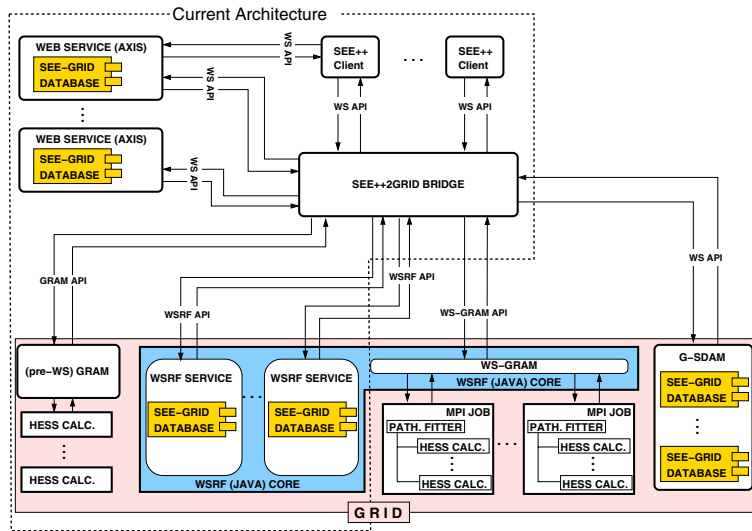 Current Architecture
WEB SERVICE (AXIS)
SEE−GRID
DATABASE
WS API
WS API
SEE++
Client
. . .
SEE++
Client
WS API
WS API
WEB SERVICE (AXIS)
SEE−GRID
DATABASE
WS API
SEE++2GRID BRIDGE
GRAM API
WSRF API
WSRF API
WS−GRAM API
WS API
(pre−WS) GRAM
HESS CALC.
HESS CALC.
WSRF SERVICE
SEE−GRID
DATABASE
. . .
WSRF SERVICE
SEE−GRID
DATABASE
WSRF (JAVA) CORE
WS−GRAM
WSRF (JAVA) CORE
MPI JOB
PATH. FITTER
HESS CALC.
HESS CALC.
. . .
MPI JOB
PATH. FITTER
HESS CALC.
HESS CALC.
G−SDAM
SEE−GRID
DATABASE
SEE−GRID
DATABASE
G R I D